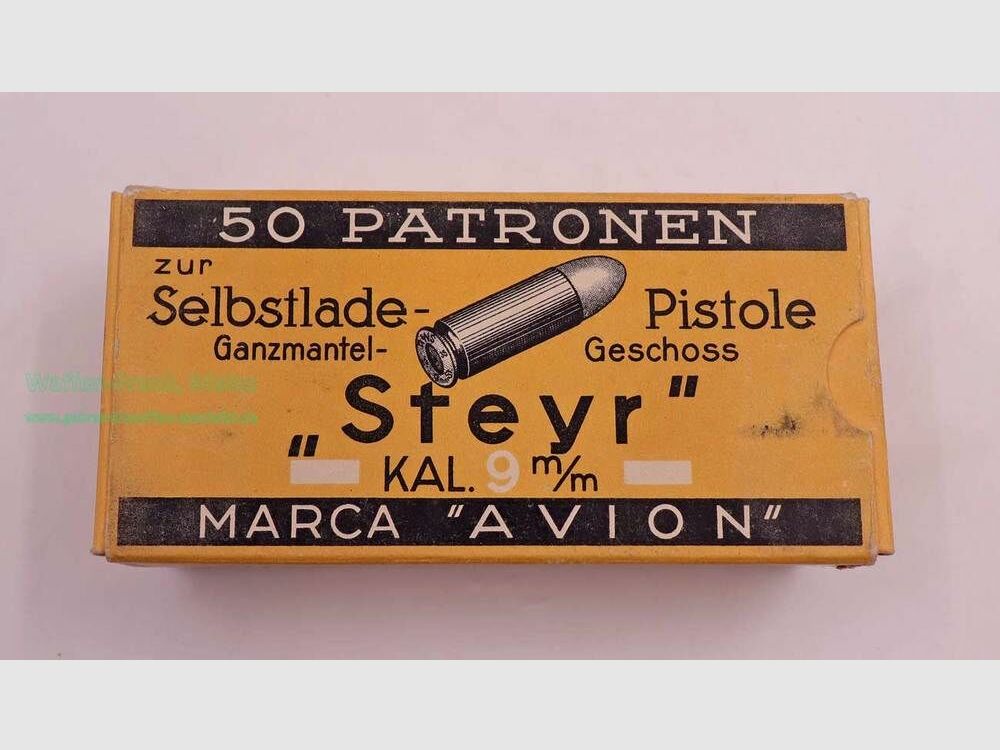 50 PATRONEN
zur
Selbstlade- Pistole
Ganzmantel- Geschoss
„Steyr"
KAL. 9 m/m
MARCA "AVION"